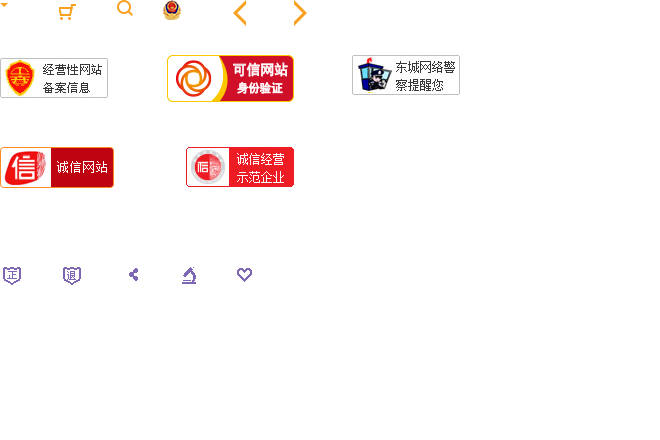 经营性网站
备案信息
可信网站
身份验证
东城网络警
察提醒您
信
诚信网站
信
诚信经营
示范企业
正
退